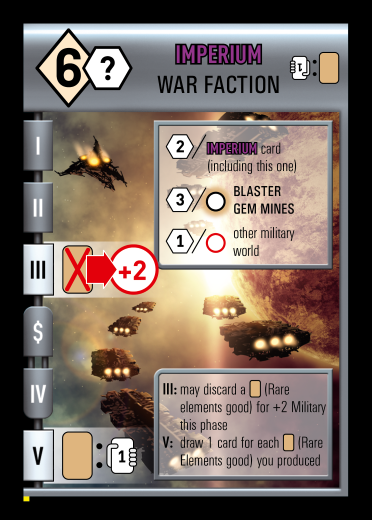 6 ?
IMPERIUM
WAR FACTION
1 :
I
II
III
$
IV
V
2 / IMPERIUM card
(including this one)
3 / BLASTER
GEM MINES
1 / other military
world
+2
: 1
III: may discard a (Rare
elements good) for +2 Military
this phase
V: draw 1 card for each (Rare
Elements good) you produced